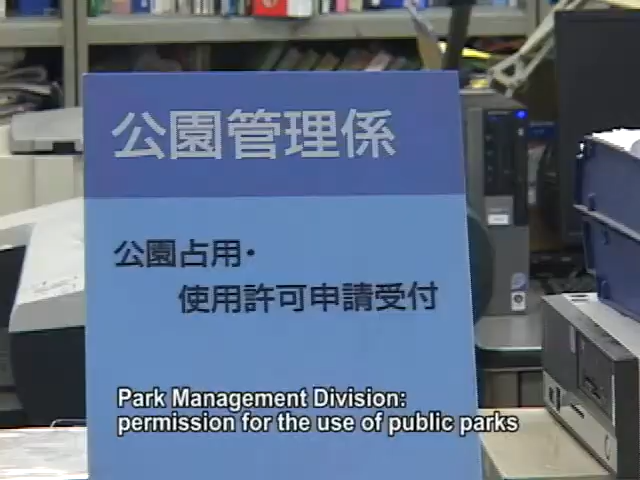 公園管理係
公園占用・
使用許可申請受付
Park Management Division:
permission for the use of public parks